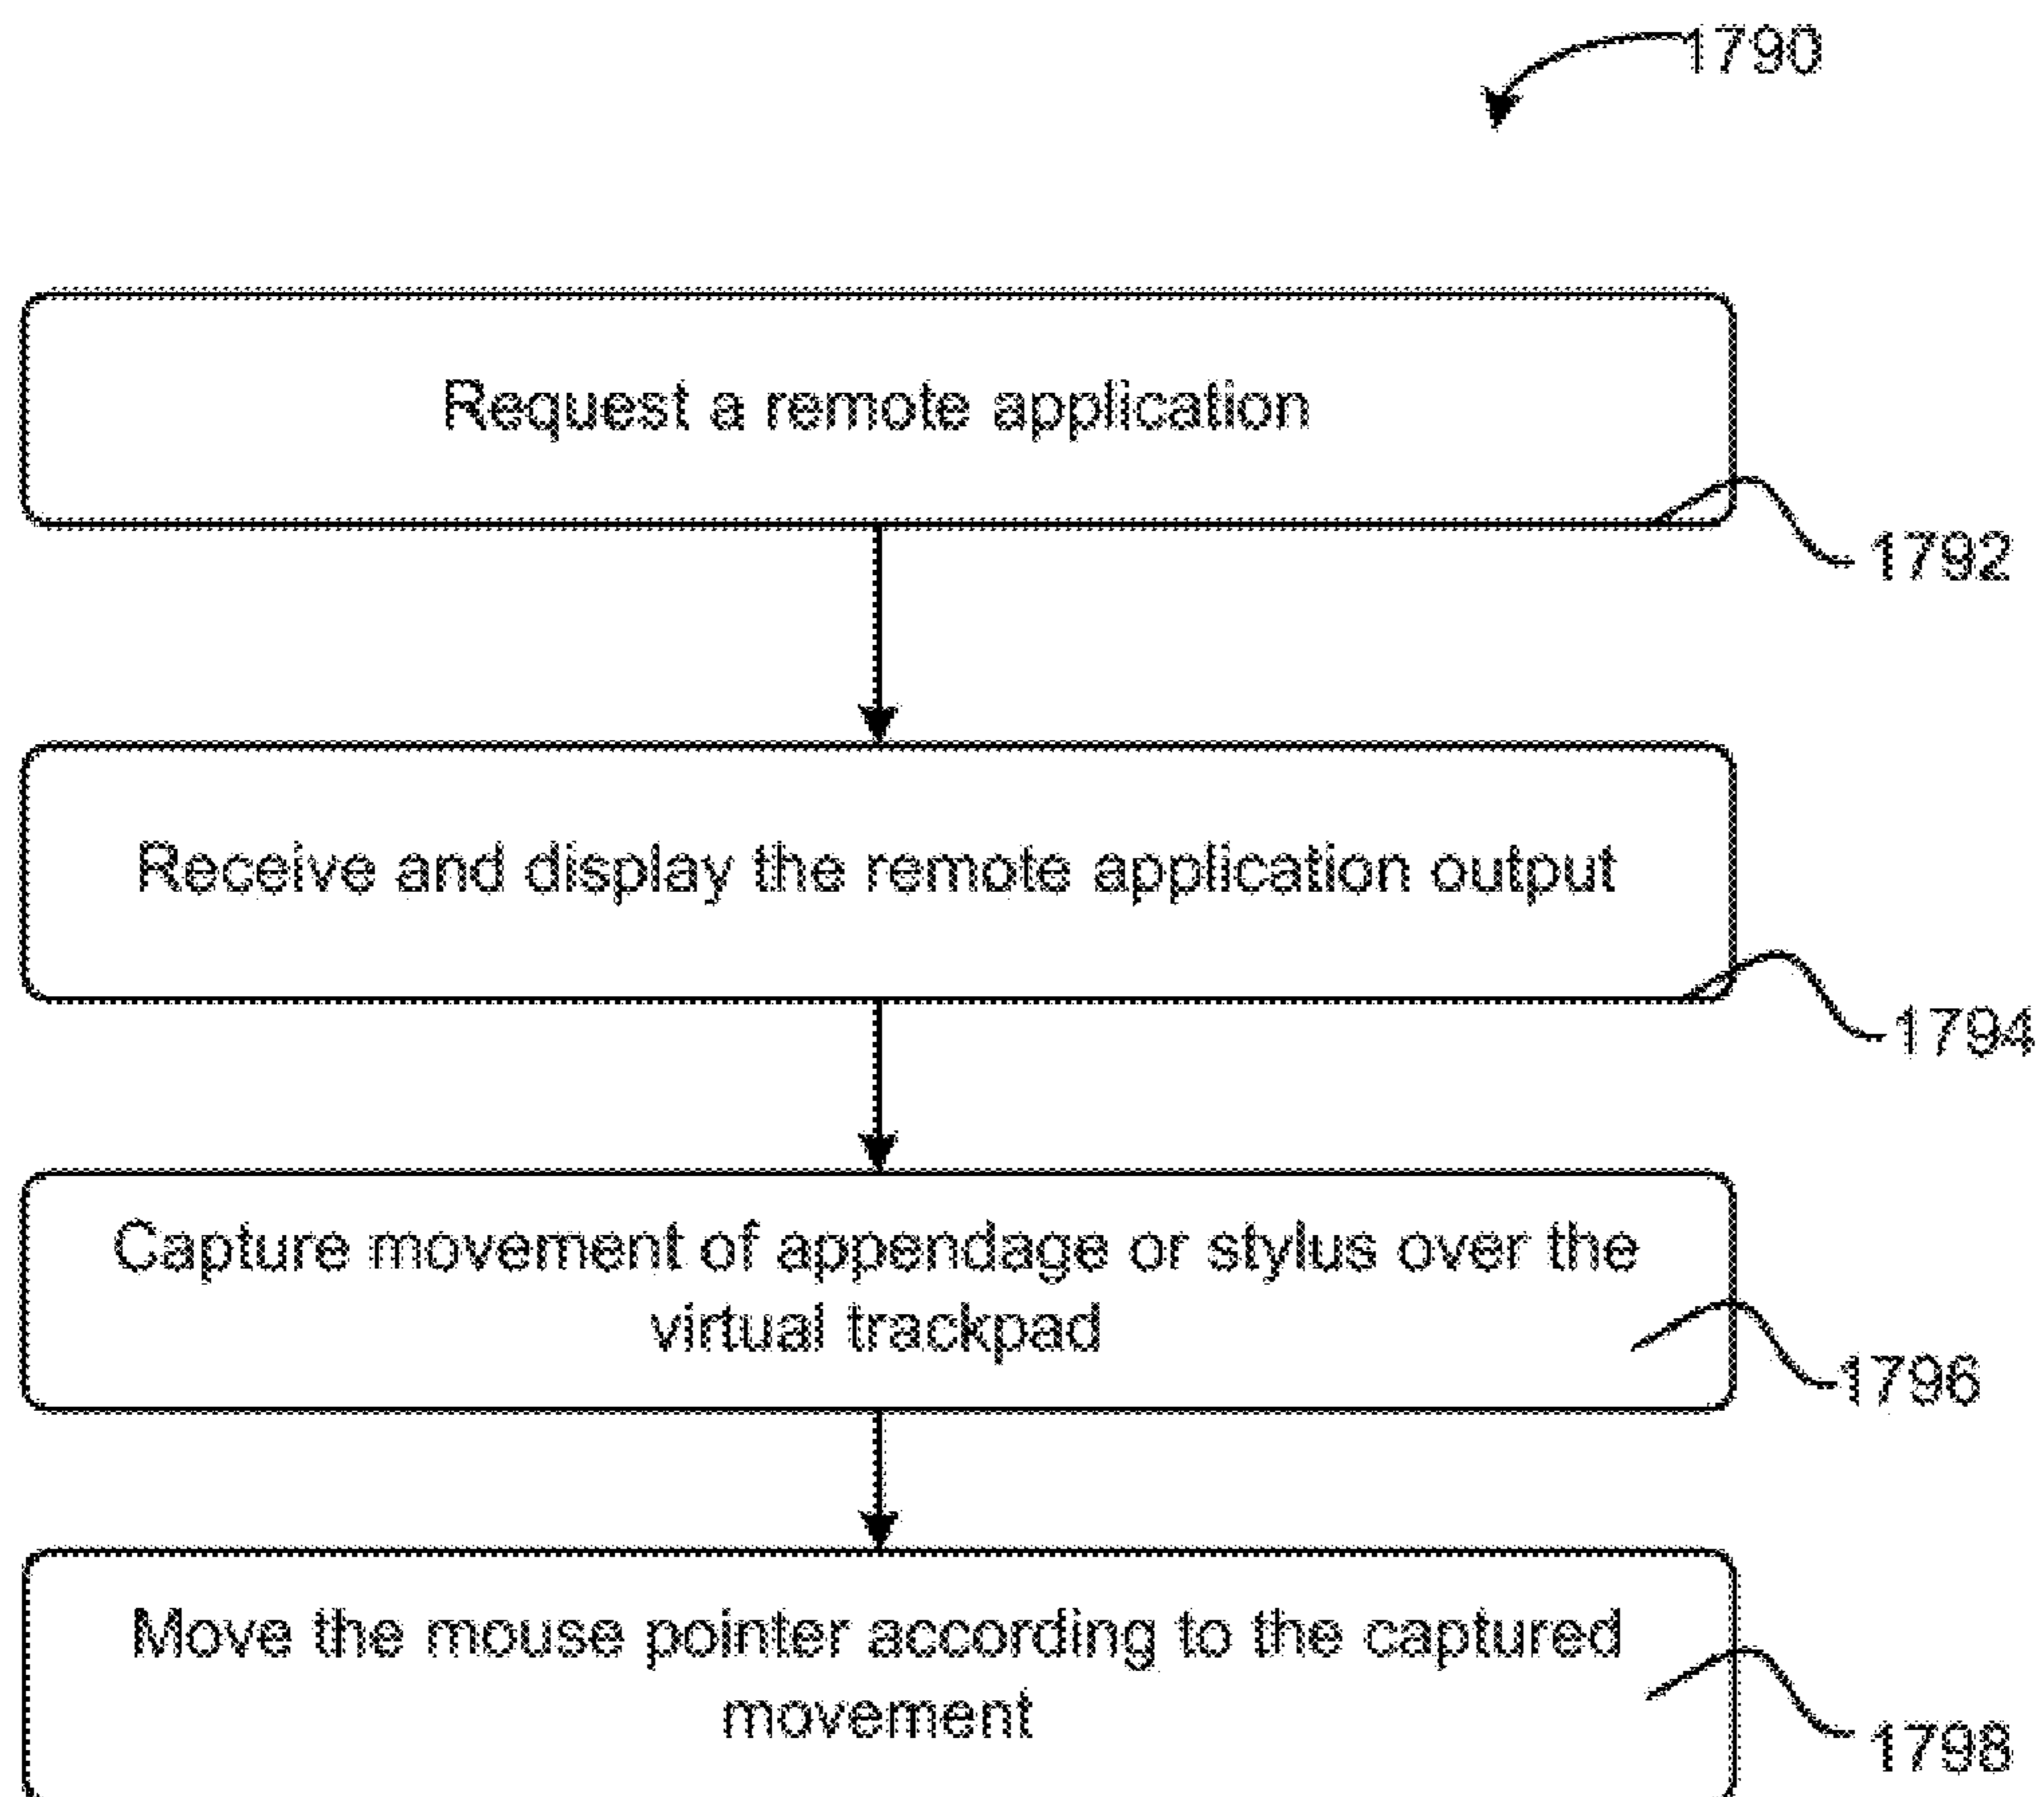 1790
Request a remote application
1792
Receive and display the remote application output
1794
Capture movement of appendage or stylus over the
virtual trackpad
1796
Move the mouse pointer according to the captured
movement
1798